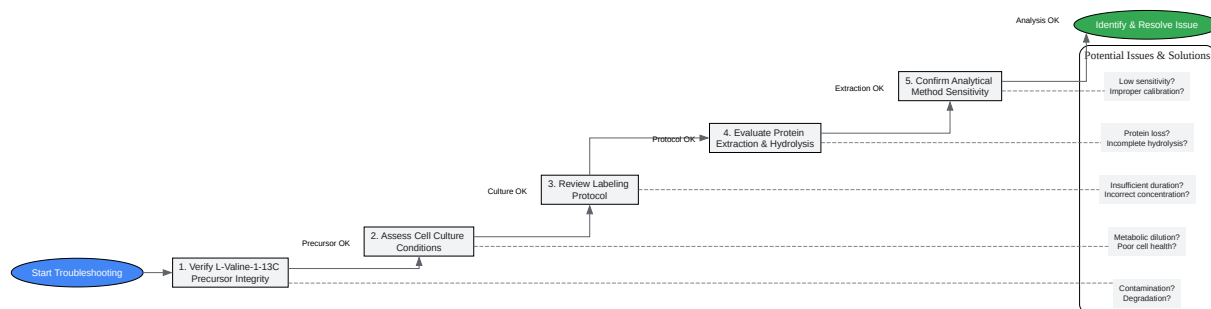 Analysis OK
Identify & Resolve Issue
Potential Issues & Solutions
Extraction OK
5. Confirm Analytical
Method Sensitivity
Low sensitivity?
Improper calibration?
Protocol OK
4. Evaluate Protein
Extraction & Hydrolysis
Protein loss?
Incomplete hydrolysis?
Culture OK
3. Review Labeling
Protocol
Insufficient duration?
Incorrect concentration?
Precursor OK
2. Assess Cell Culture
Conditions
Metabolic dilution?
Poor cell health?
Start Troubleshooting
1. Verify L-Valine-1-13C
Precursor Integrity
Contamination?
Degradation?